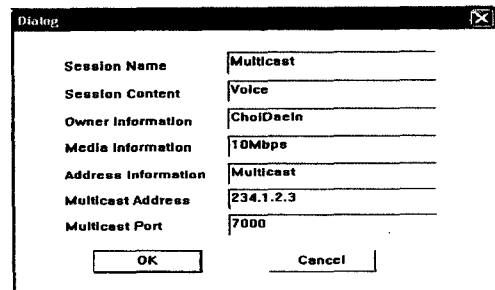 Dialog
Session Name Multicast
Session Content Voice
Owner Information ChoiDaeIn
Media Information 10Mbps
Address Information Multicast
Multicast Address 234.1.2.3
Multicast Port 7000
OK Cancel